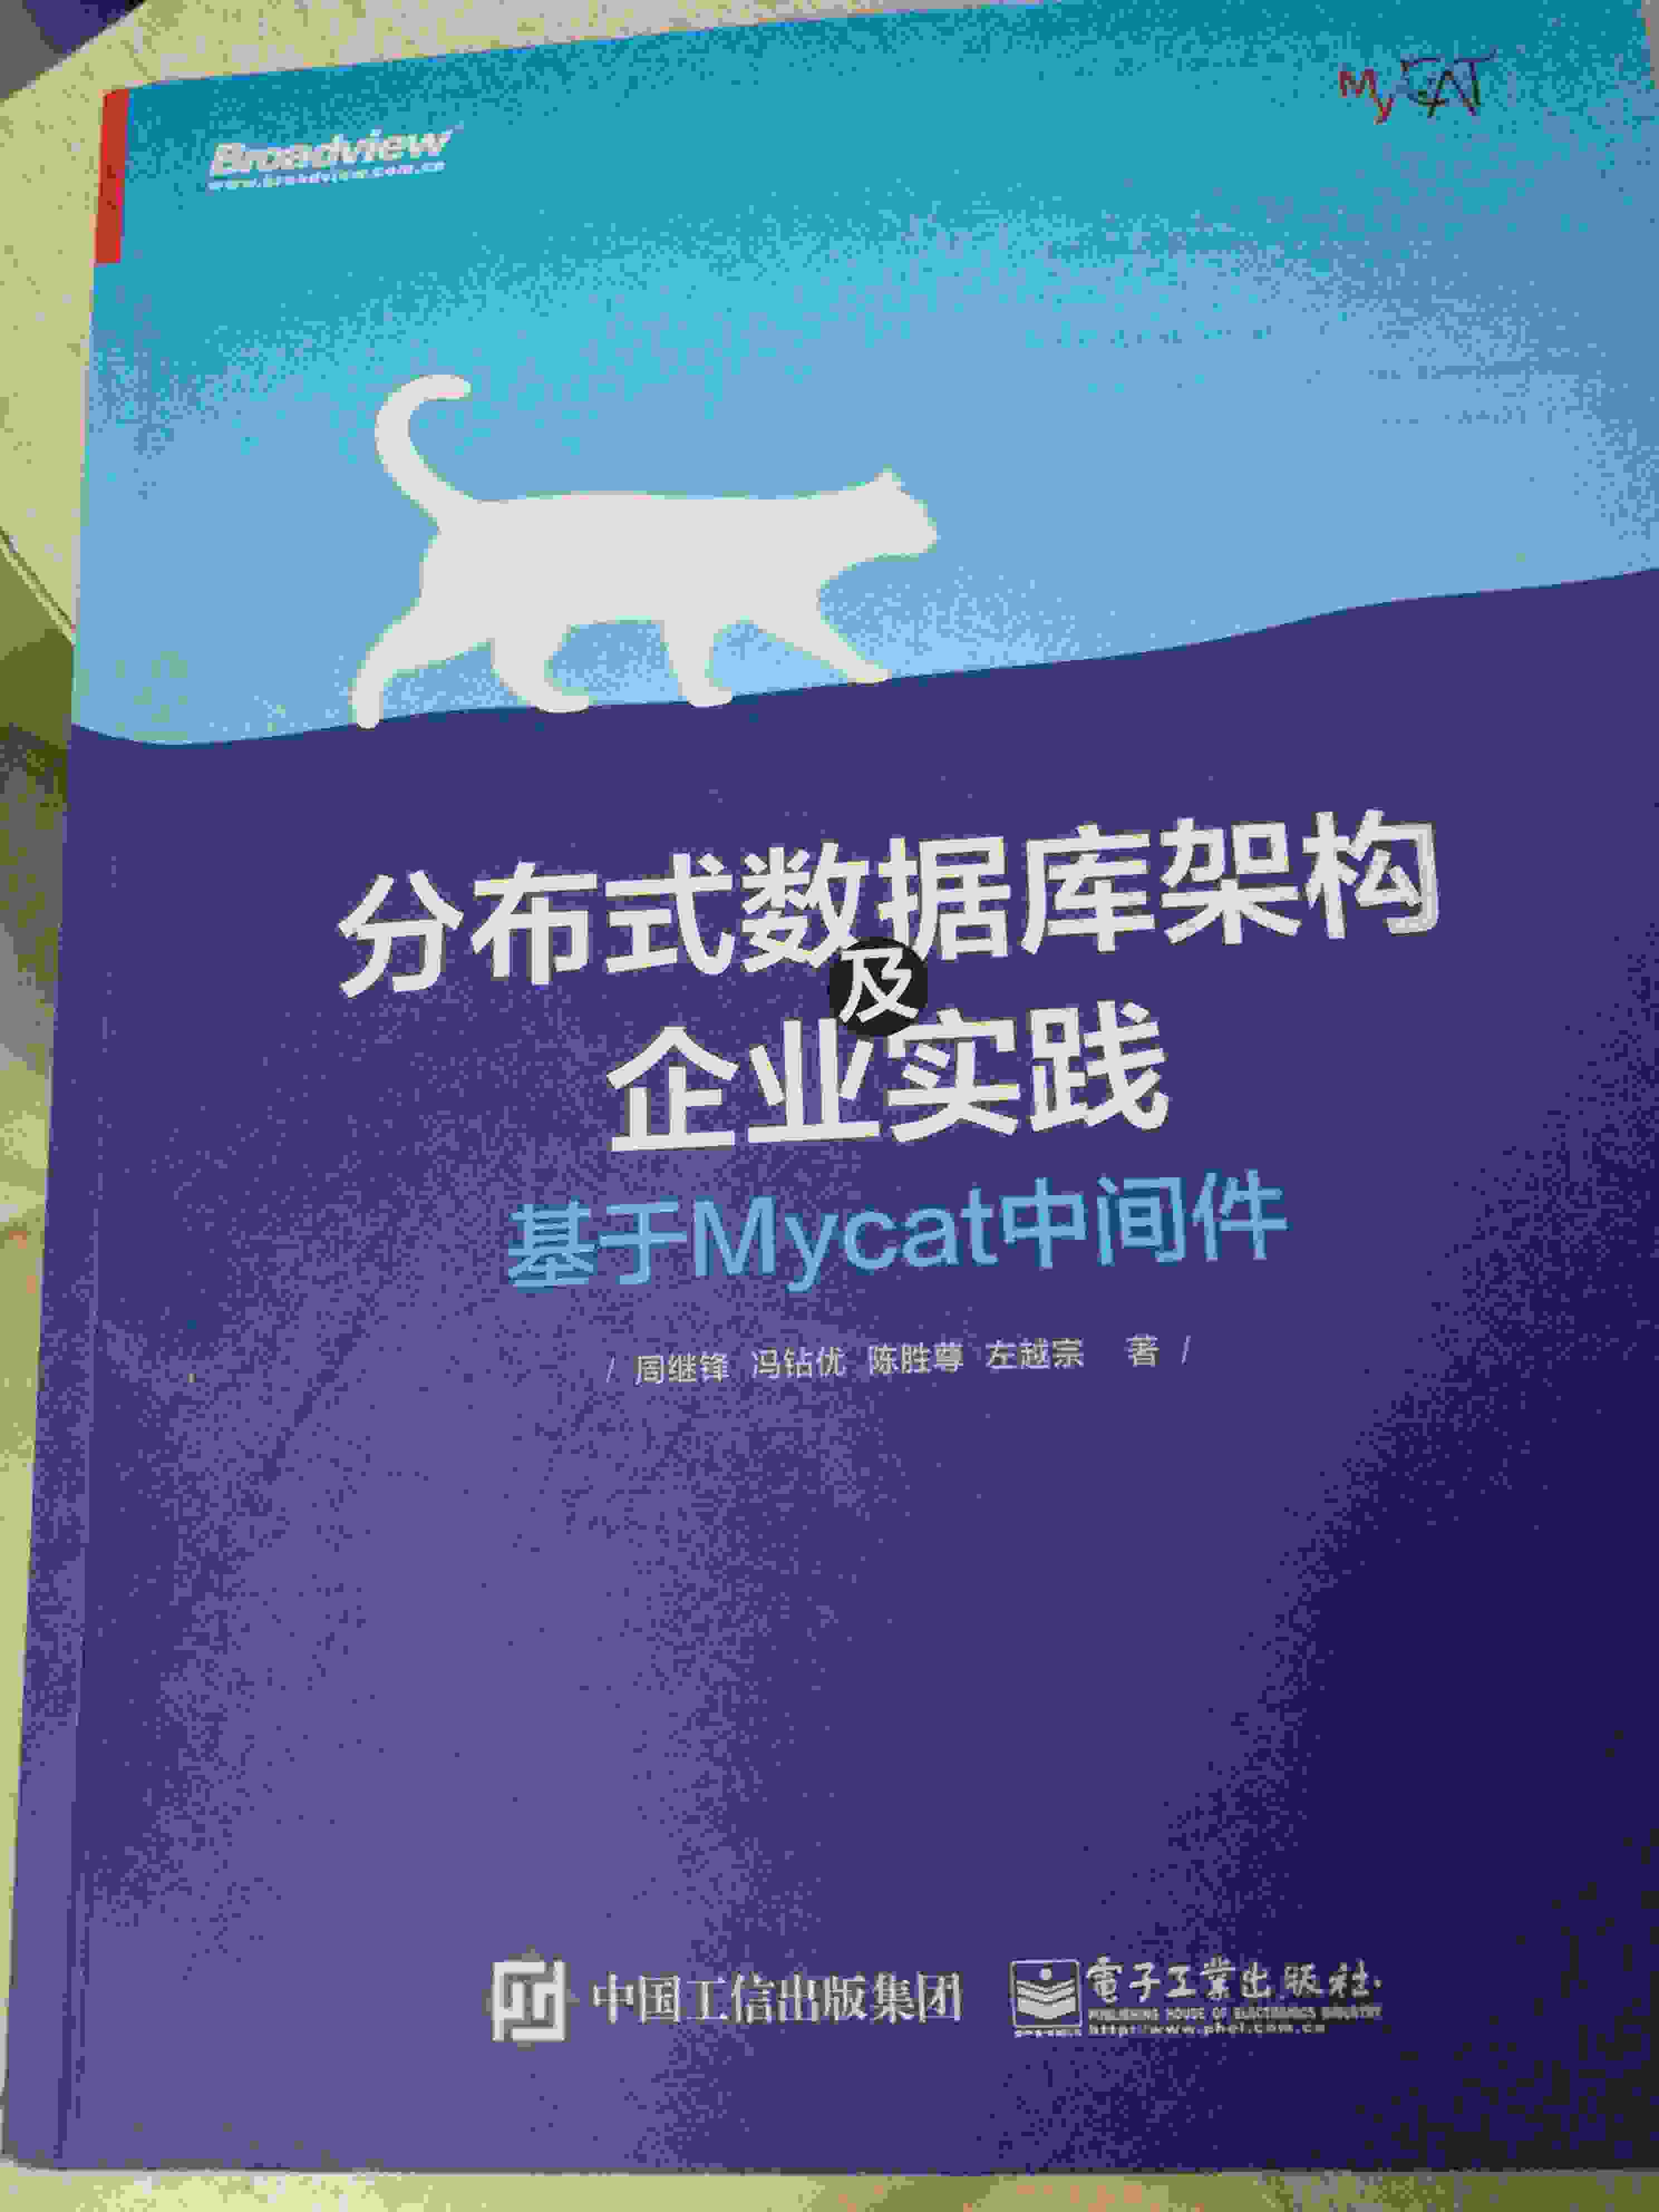 Broadview
www.broadview.com.cn
MyCAT
分布式数据库架构
及
企业实践
基于Mycat中间件
/ 周继锋 冯钻优 陈胜尊 左越宗 著 /
中国工信出版集团
電子工業出版社
PUBLISHING HOUSE OF ELECTRONICS INDUSTRY
http://www.phei.com.cn